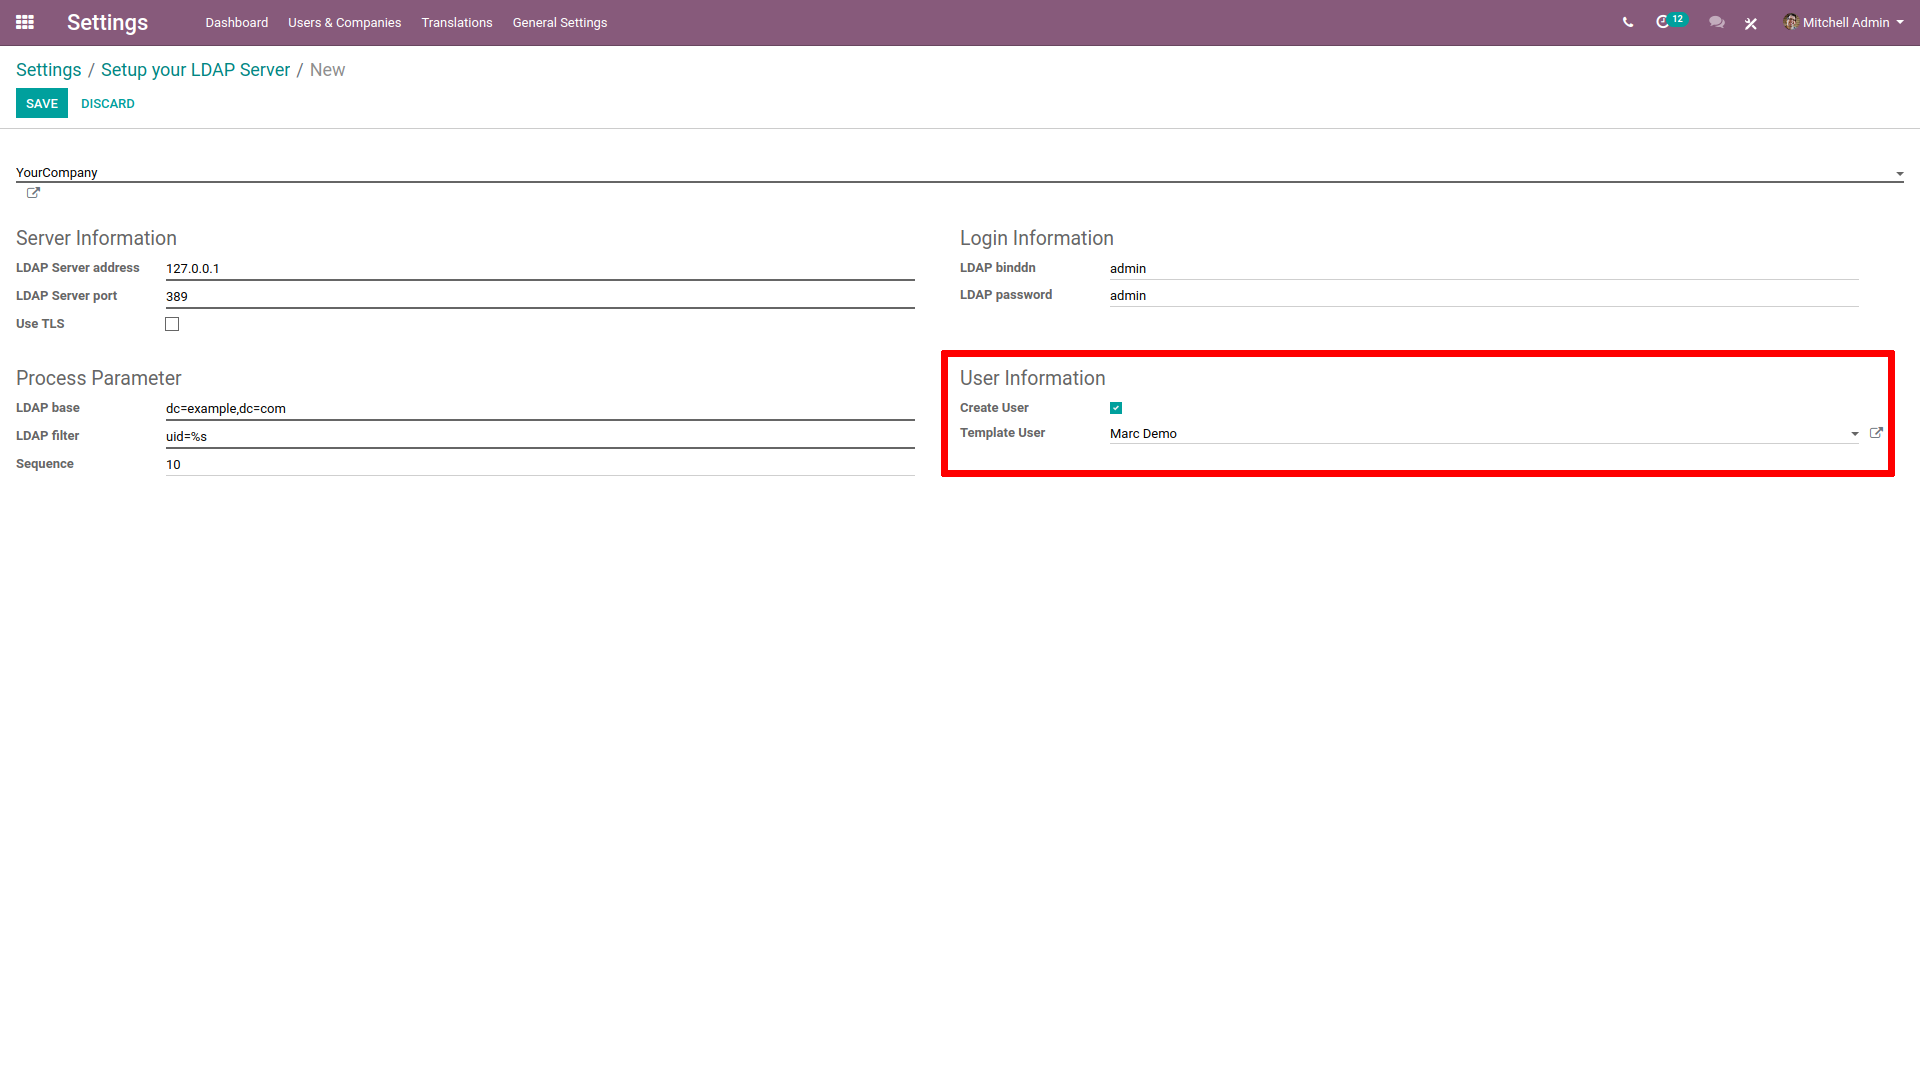 Settings Dashboard Users & Companies Translations General Settings 12 Mitchell Admin
Settings / Setup your LDAP Server / New
SAVE DISCARD
YourCompany
Server Information
LDAP Server address 127.0.0.1
LDAP Server port 389
Use TLS
Login Information
LDAP binddn admin
LDAP password admin
Process Parameter
LDAP base dc=example,dc=com
LDAP filter uid=%s
Sequence 10
User Information
Create User
Template User Marc Demo